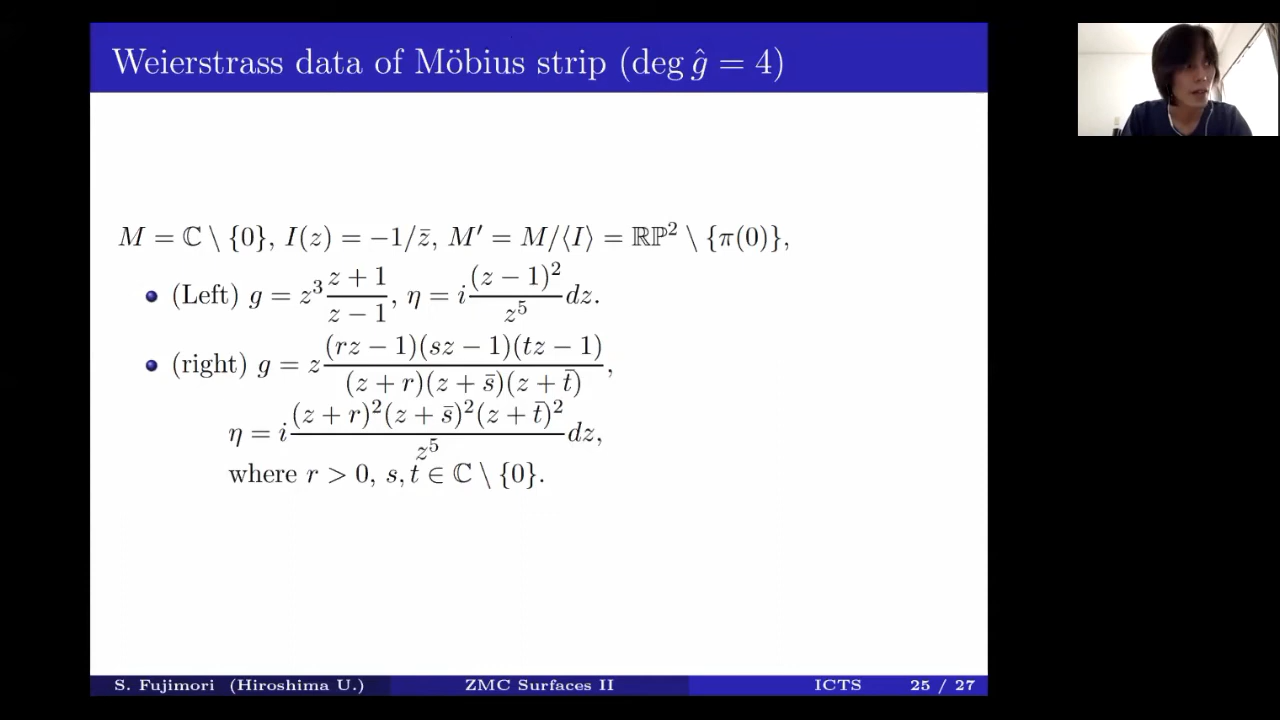 Weierstrass data of Möbius strip (deg ĝ = 4)
M = ℂ \ {0}, I(z) = −1/z̄, M′ = M/⟨I⟩ = ℝℙ² \ {π(0)},
• (Left) g = z³ (z + 1)/(z − 1), η = i (z − 1)²/z⁵ dz.
• (right) g = z (rz − 1)(sz − 1)(tz − 1)/((z + r)(z + s̄)(z + t̄)),
η = i (z + r)²(z + s̄)²(z + t̄)²/z⁵ dz,
where r > 0, s, t ∈ ℂ \ {0}.
S. Fujimori (Hiroshima U.) ZMC Surfaces II ICTS 25 / 27